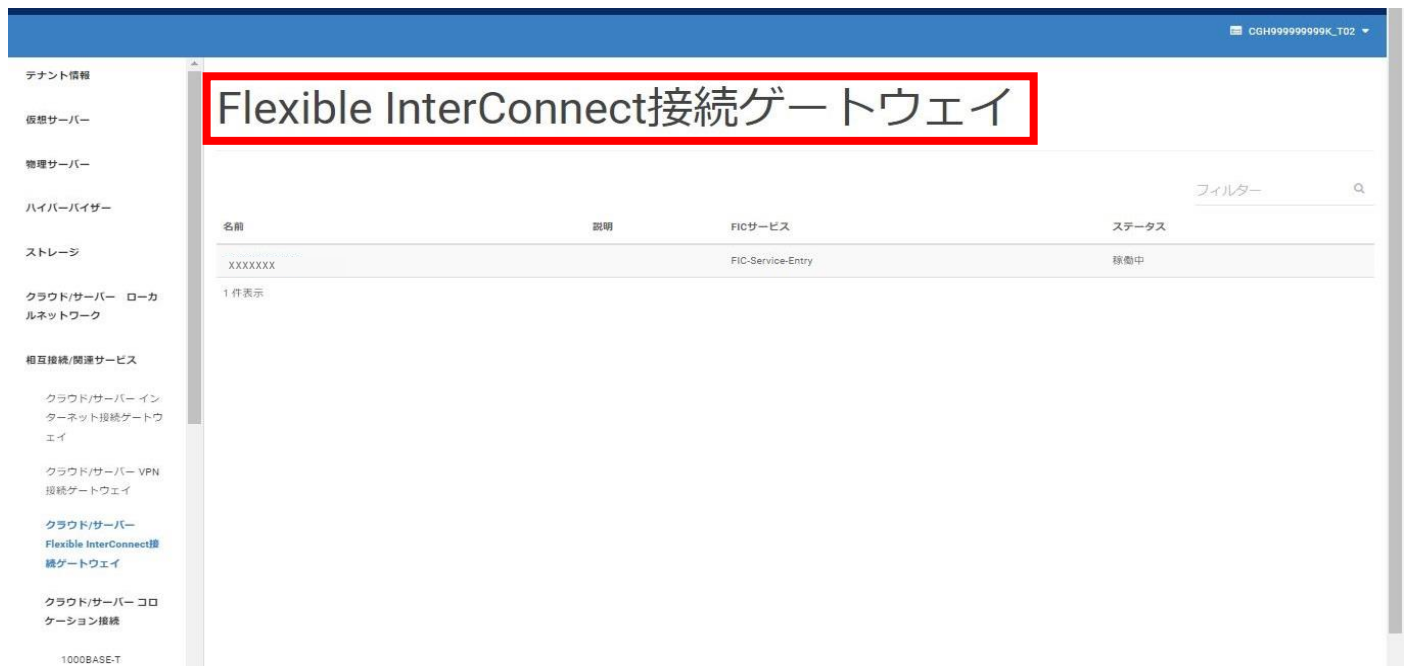 CGH999999999K_T02
テナント情報
仮想サーバー
物理サーバー
ハイパーバイザー
ストレージ
クラウド/サーバー ローカ
ルネットワーク
相互接続/関連サービス
クラウド/サーバー イン
ターネット接続ゲートウ
ェイ
クラウド/サーバー VPN
接続ゲートウェイ
クラウド/サーバー
Flexible InterConnect接
続ゲートウェイ
クラウド/サーバー コロ
ケーション接続
1000BASE-T
Flexible InterConnect接続ゲートウェイ
フィルター
名前 説明 FICサービス ステータス
XXXXXXX FIC-Service-Entry 稼働中
1 件表示